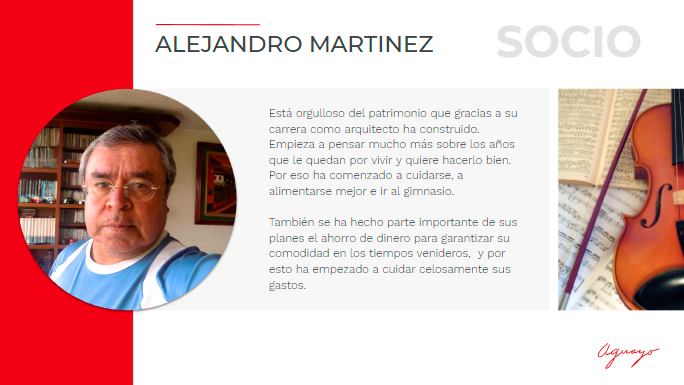 ALEJANDRO MARTINEZ
SOCIO
Está orgulloso del patrimonio que gracias a su
carrera como arquitecto ha construido.
Empieza a pensar mucho más sobre los años
que le quedan por vivir y quiere hacerlo bien.
Por eso ha comenzado a cuidarse, a
alimentarse mejor e ir al gimnasio.
También se ha hecho parte importante de sus
planes el ahorro de dinero para garantizar su
comodidad en los tiempos venideros, y por
esto ha empezado a cuidar celosamente sus
gastos.
Aguayo